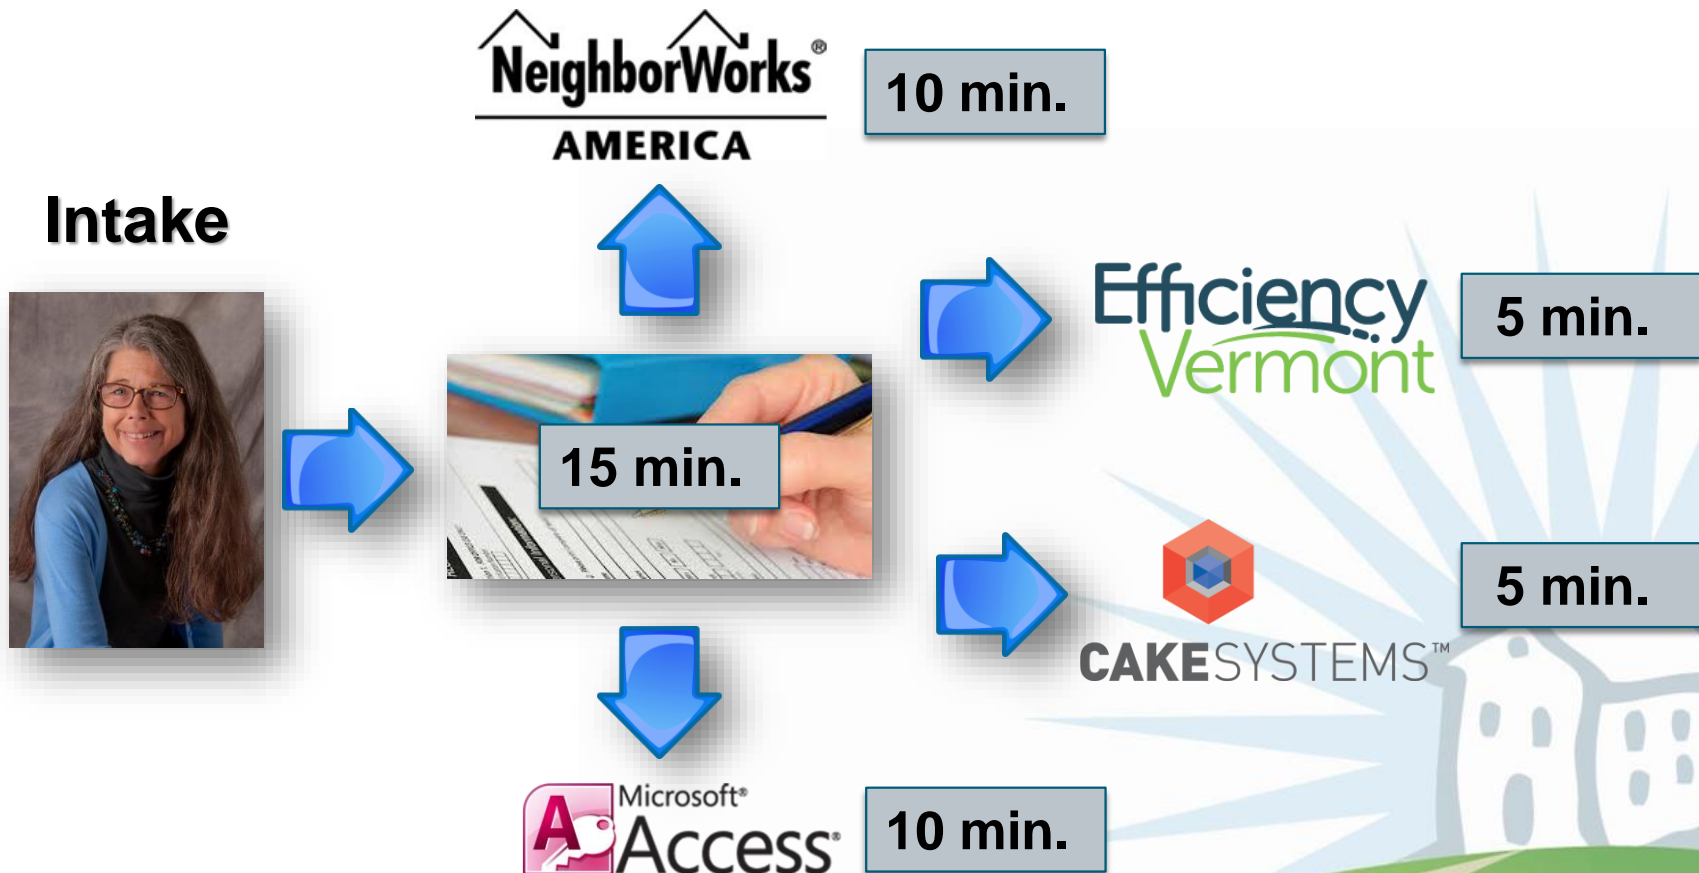 NeighborWorks®
AMERICA
10 min.
Intake
Efficiency
Vermont
5 min.
15 min.
CAKESYSTEMS™
5 min.
Microsoft®
Access®
10 min.